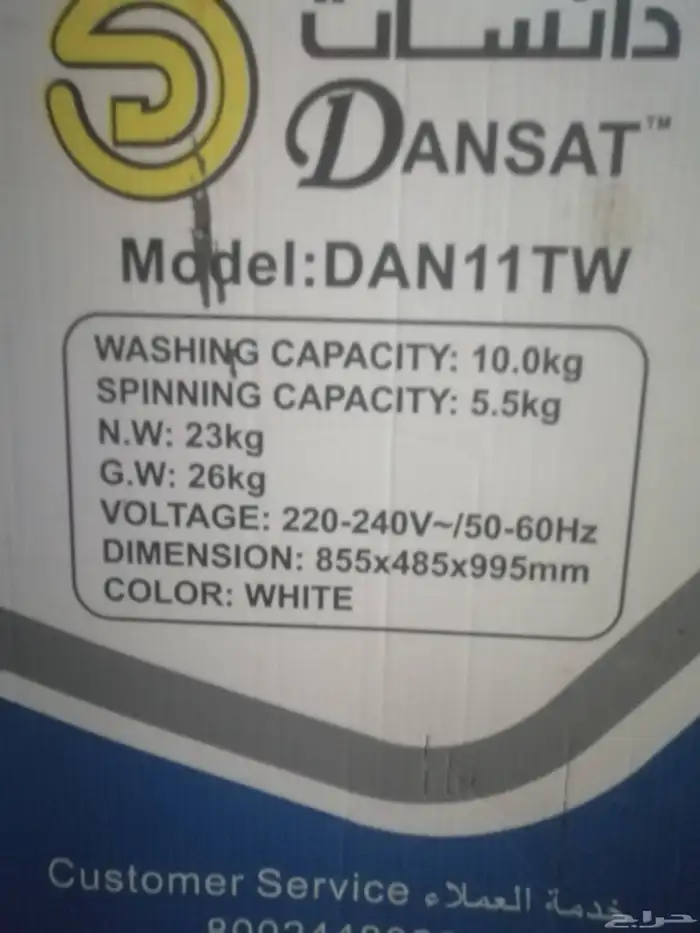 دانسات
DANSAT™
Model:DAN11TW
WASHING CAPACITY: 10.0kg
SPINNING CAPACITY: 5.5kg
N.W: 23kg
G.W: 26kg
VOLTAGE: 220-240V~/50-60Hz
DIMENSION: 855x485x995mm
COLOR: WHITE
Customer Service خدمة العملاء
حراج